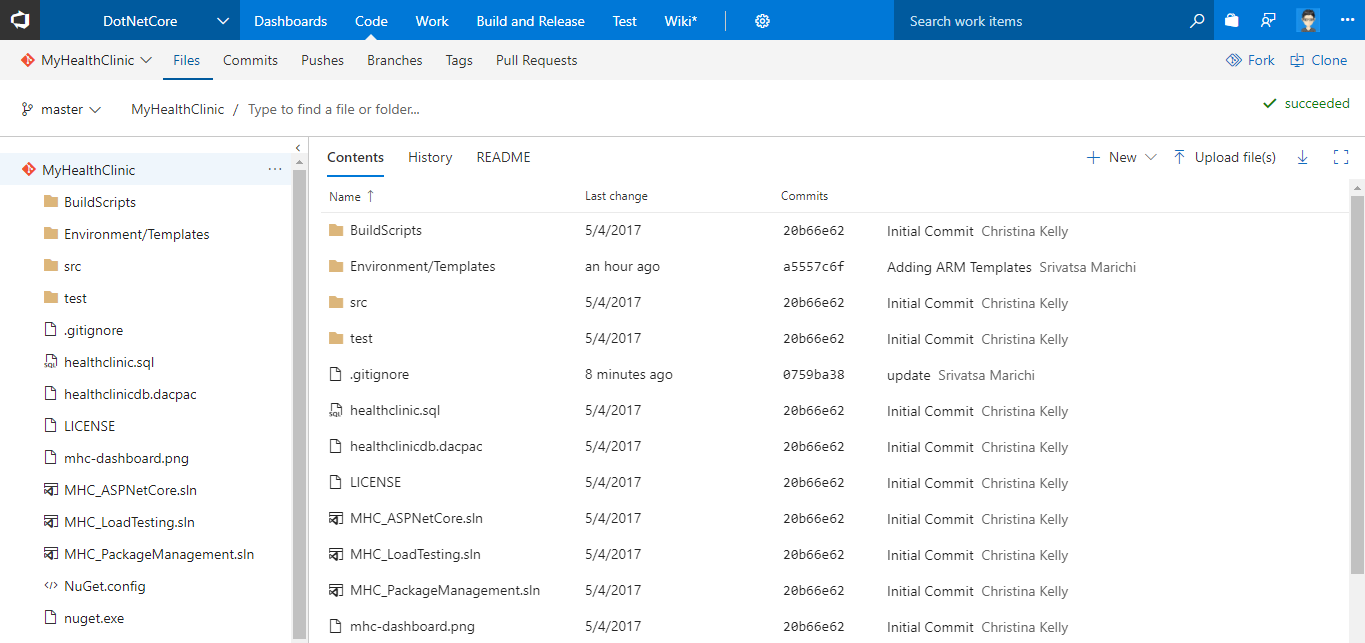 DotNetCore Dashboards Code Work Build and Release Test Wiki* Search work items
MyHealthClinic Files Commits Pushes Branches Tags Pull Requests Fork Clone
master MyHealthClinic / Type to find a file or folder... succeeded
MyHealthClinic
BuildScripts
Environment/Templates
src
test
.gitignore
healthclinic.sql
healthclinicdb.dacpac
LICENSE
mhc-dashboard.png
MHC_ASPNetCore.sln
MHC_LoadTesting.sln
MHC_PackageManagement.sln
NuGet.config
nuget.exe
Contents History README New Upload file(s)
Name ↑ Last change Commits
BuildScripts 5/4/2017 20b66e62 Initial Commit Christina Kelly
Environment/Templates an hour ago a5557c6f Adding ARM Templates Srivatsa Marichi
src 5/4/2017 20b66e62 Initial Commit Christina Kelly
test 5/4/2017 20b66e62 Initial Commit Christina Kelly
.gitignore 8 minutes ago 0759ba38 update Srivatsa Marichi
healthclinic.sql 5/4/2017 20b66e62 Initial Commit Christina Kelly
healthclinicdb.dacpac 5/4/2017 20b66e62 Initial Commit Christina Kelly
LICENSE 5/4/2017 20b66e62 Initial Commit Christina Kelly
MHC_ASPNetCore.sln 5/4/2017 20b66e62 Initial Commit Christina Kelly
MHC_LoadTesting.sln 5/4/2017 20b66e62 Initial Commit Christina Kelly
MHC_PackageManagement.sln 5/4/2017 20b66e62 Initial Commit Christina Kelly
mhc-dashboard.png 5/4/2017 20b66e62 Initial Commit Christina Kelly